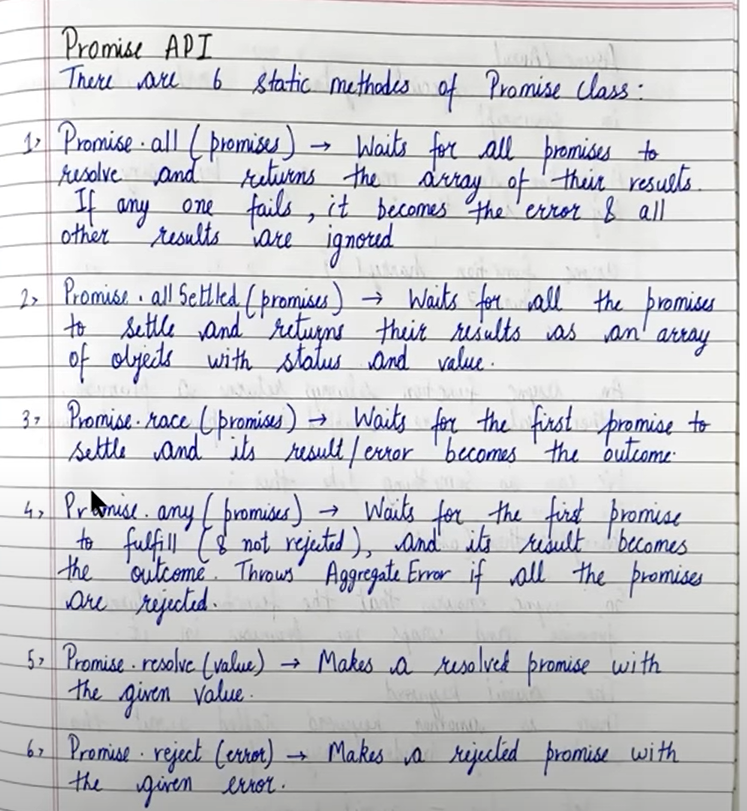 Promise API
There are 6 static methodes of Promise class:
1> Promise.all (promises) → Waits for all promises to
resolve and returns the array of their results.
If any one fails, it becomes the error & all
other results are ignored
2> Promise.allSettled (promises) → Waits for all the promises
to settle and returns their results as an array
of objects with status and value.
3> Promise.race (promises) → Waits for the first promise to
settle and its result/error becomes the outcome.
4> Promise.any (promises) → Waits for the first promise
to fulfill (& not rejected), and its result becomes
the outcome. Throws Aggregate Error if all the promises
are rejected.
5> Promise.resolve (value) → Makes a resolved promise with
the given value.
6> Promise.reject (error) → Makes a rejected promise with
the given error.